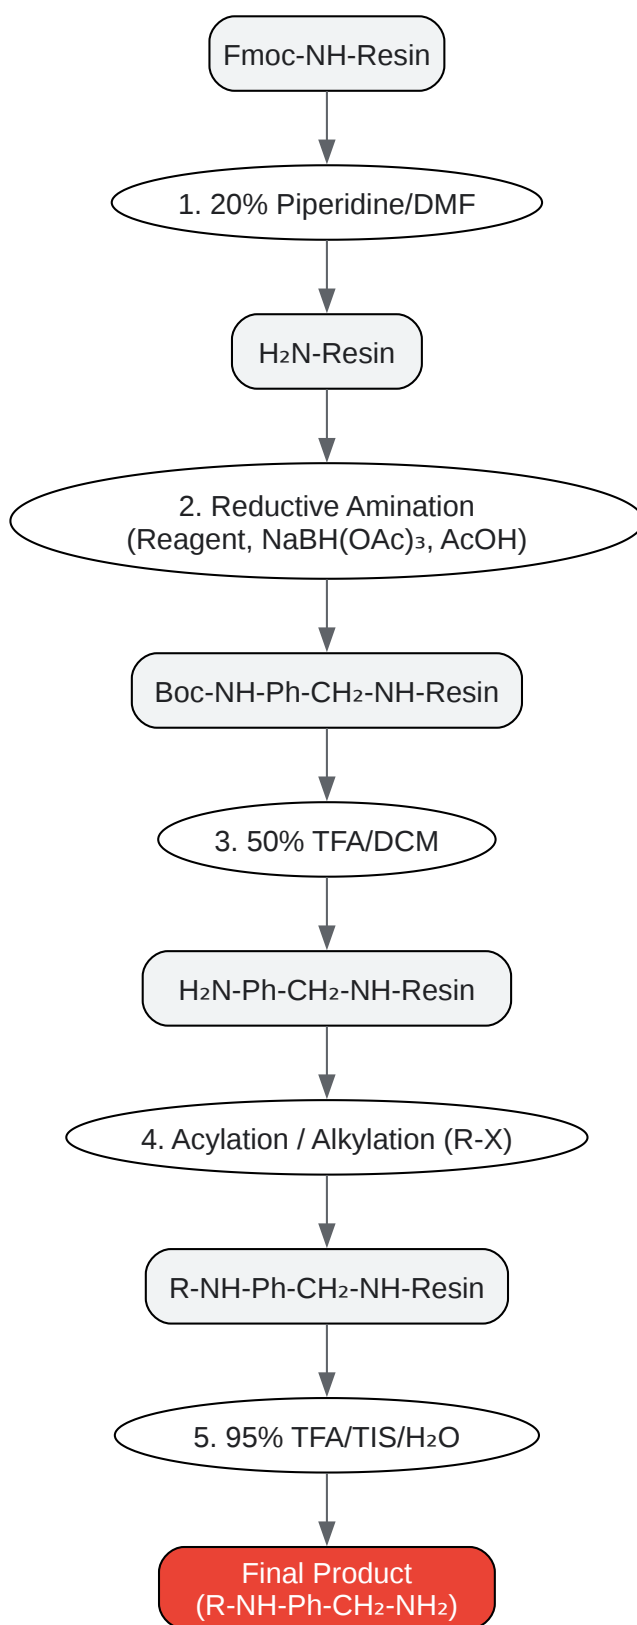 Fmoc-NH-Resin
1. 20% Piperidine/DMF
H₂N-Resin
2. Reductive Amination
(Reagent, NaBH(OAc)₃, AcOH)
Boc-NH-Ph-CH₂-NH-Resin
3. 50% TFA/DCM
H₂N-Ph-CH₂-NH-Resin
4. Acylation / Alkylation (R-X)
R-NH-Ph-CH₂-NH-Resin
5. 95% TFA/TIS/H₂O
Final Product
(R-NH-Ph-CH₂-NH₂)